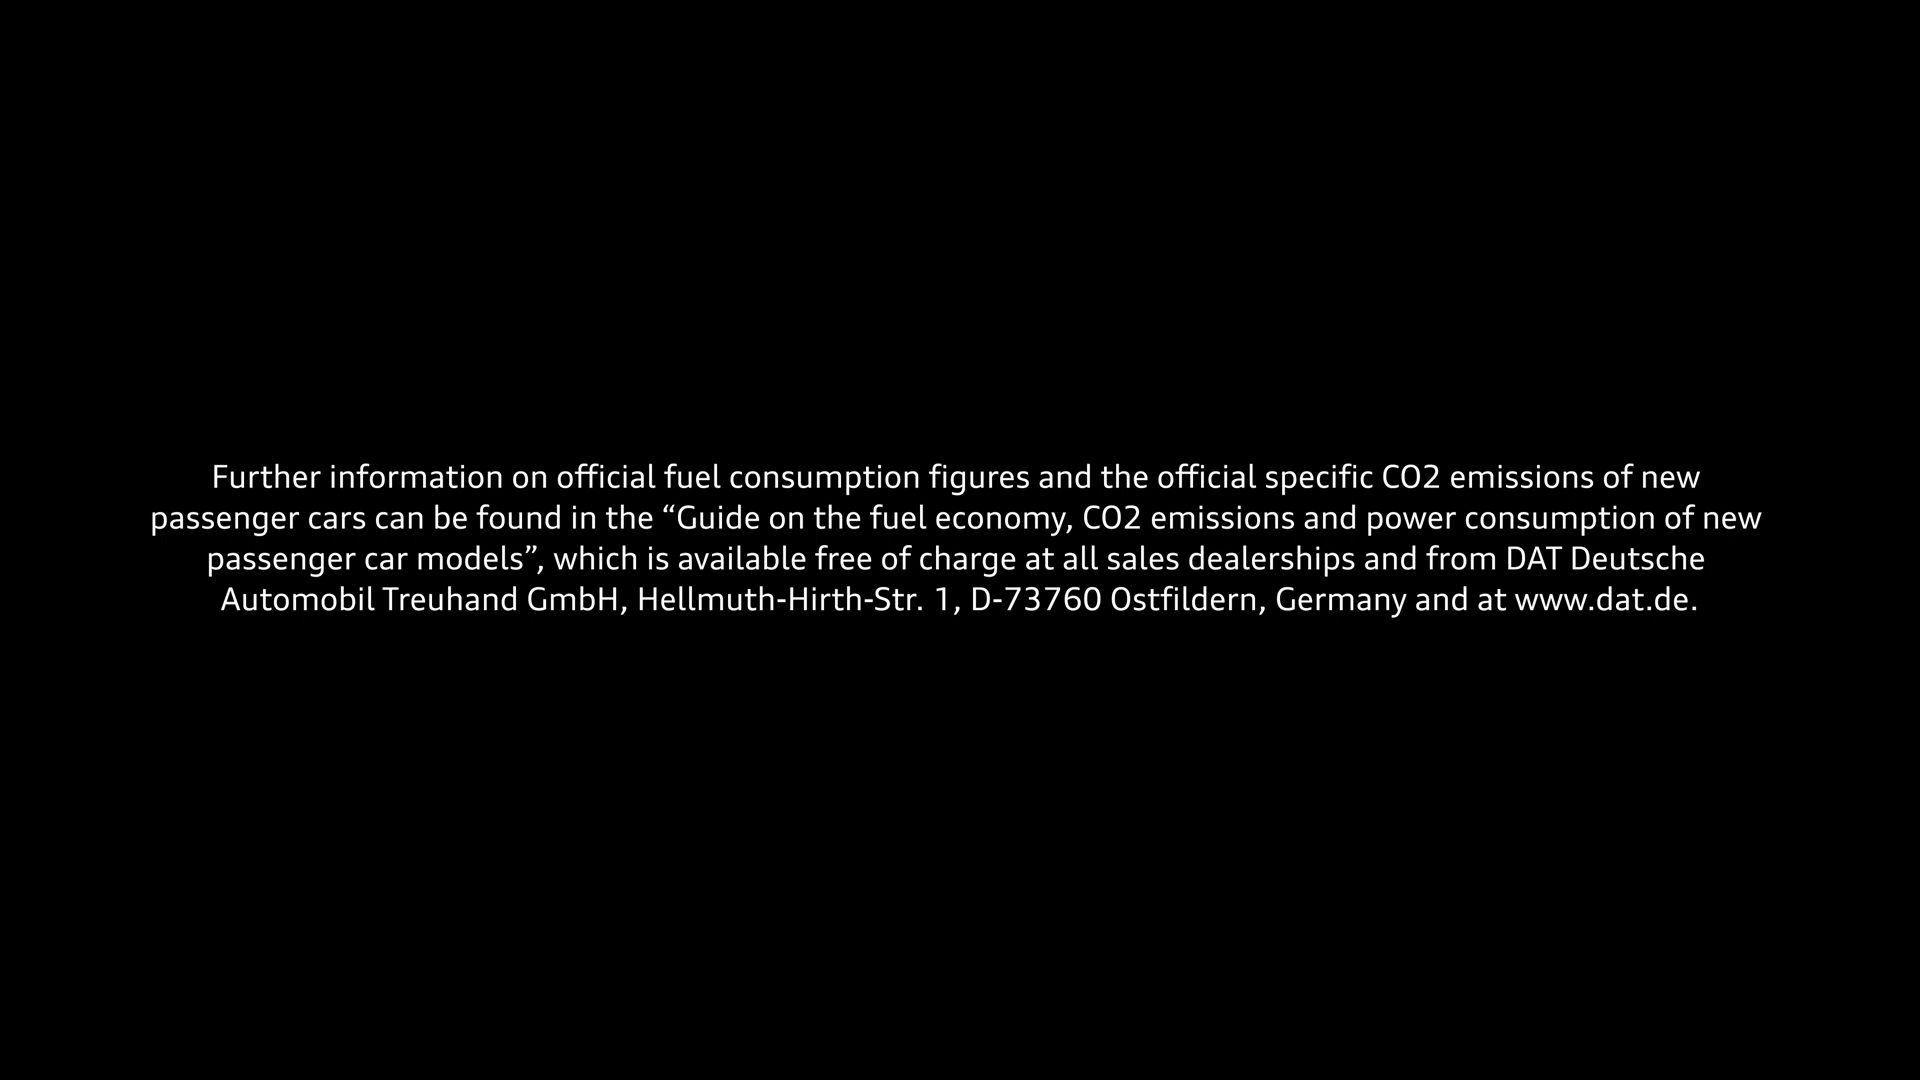 Further information on official fuel consumption figures and the official specific CO2 emissions of new
passenger cars can be found in the “Guide on the fuel economy, CO2 emissions and power consumption of new
passenger car models”, which is available free of charge at all sales dealerships and from DAT Deutsche
Automobil Treuhand GmbH, Hellmuth-Hirth-Str. 1, D-73760 Ostfildern, Germany and at www.dat.de.